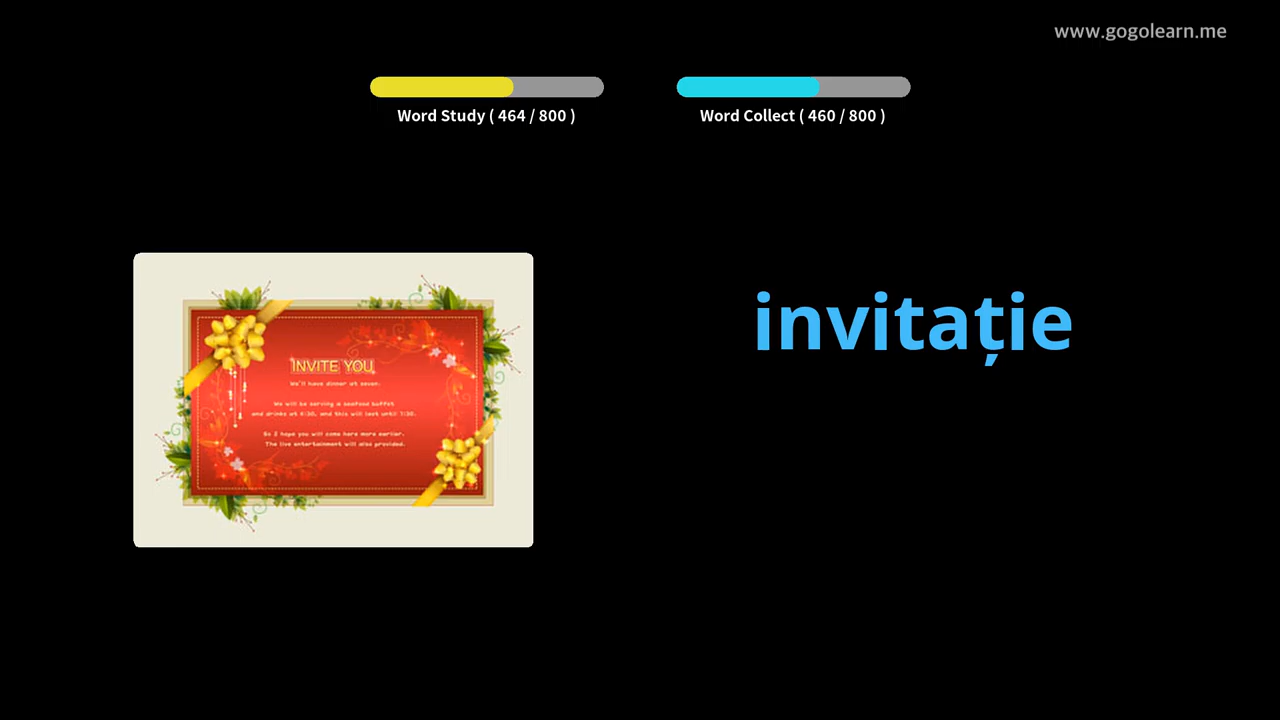 www.gogolearn.me
Word Study ( 464 / 800 )
Word Collect ( 460 / 800 )
invitație
INVITE YOU
We'll have dinner at seven.
We will be serving a seafood buffet
and drinks at 6:30, and this will last until 7:30.
So I hope you will come here more earlier.
The live entertainment will also provided.